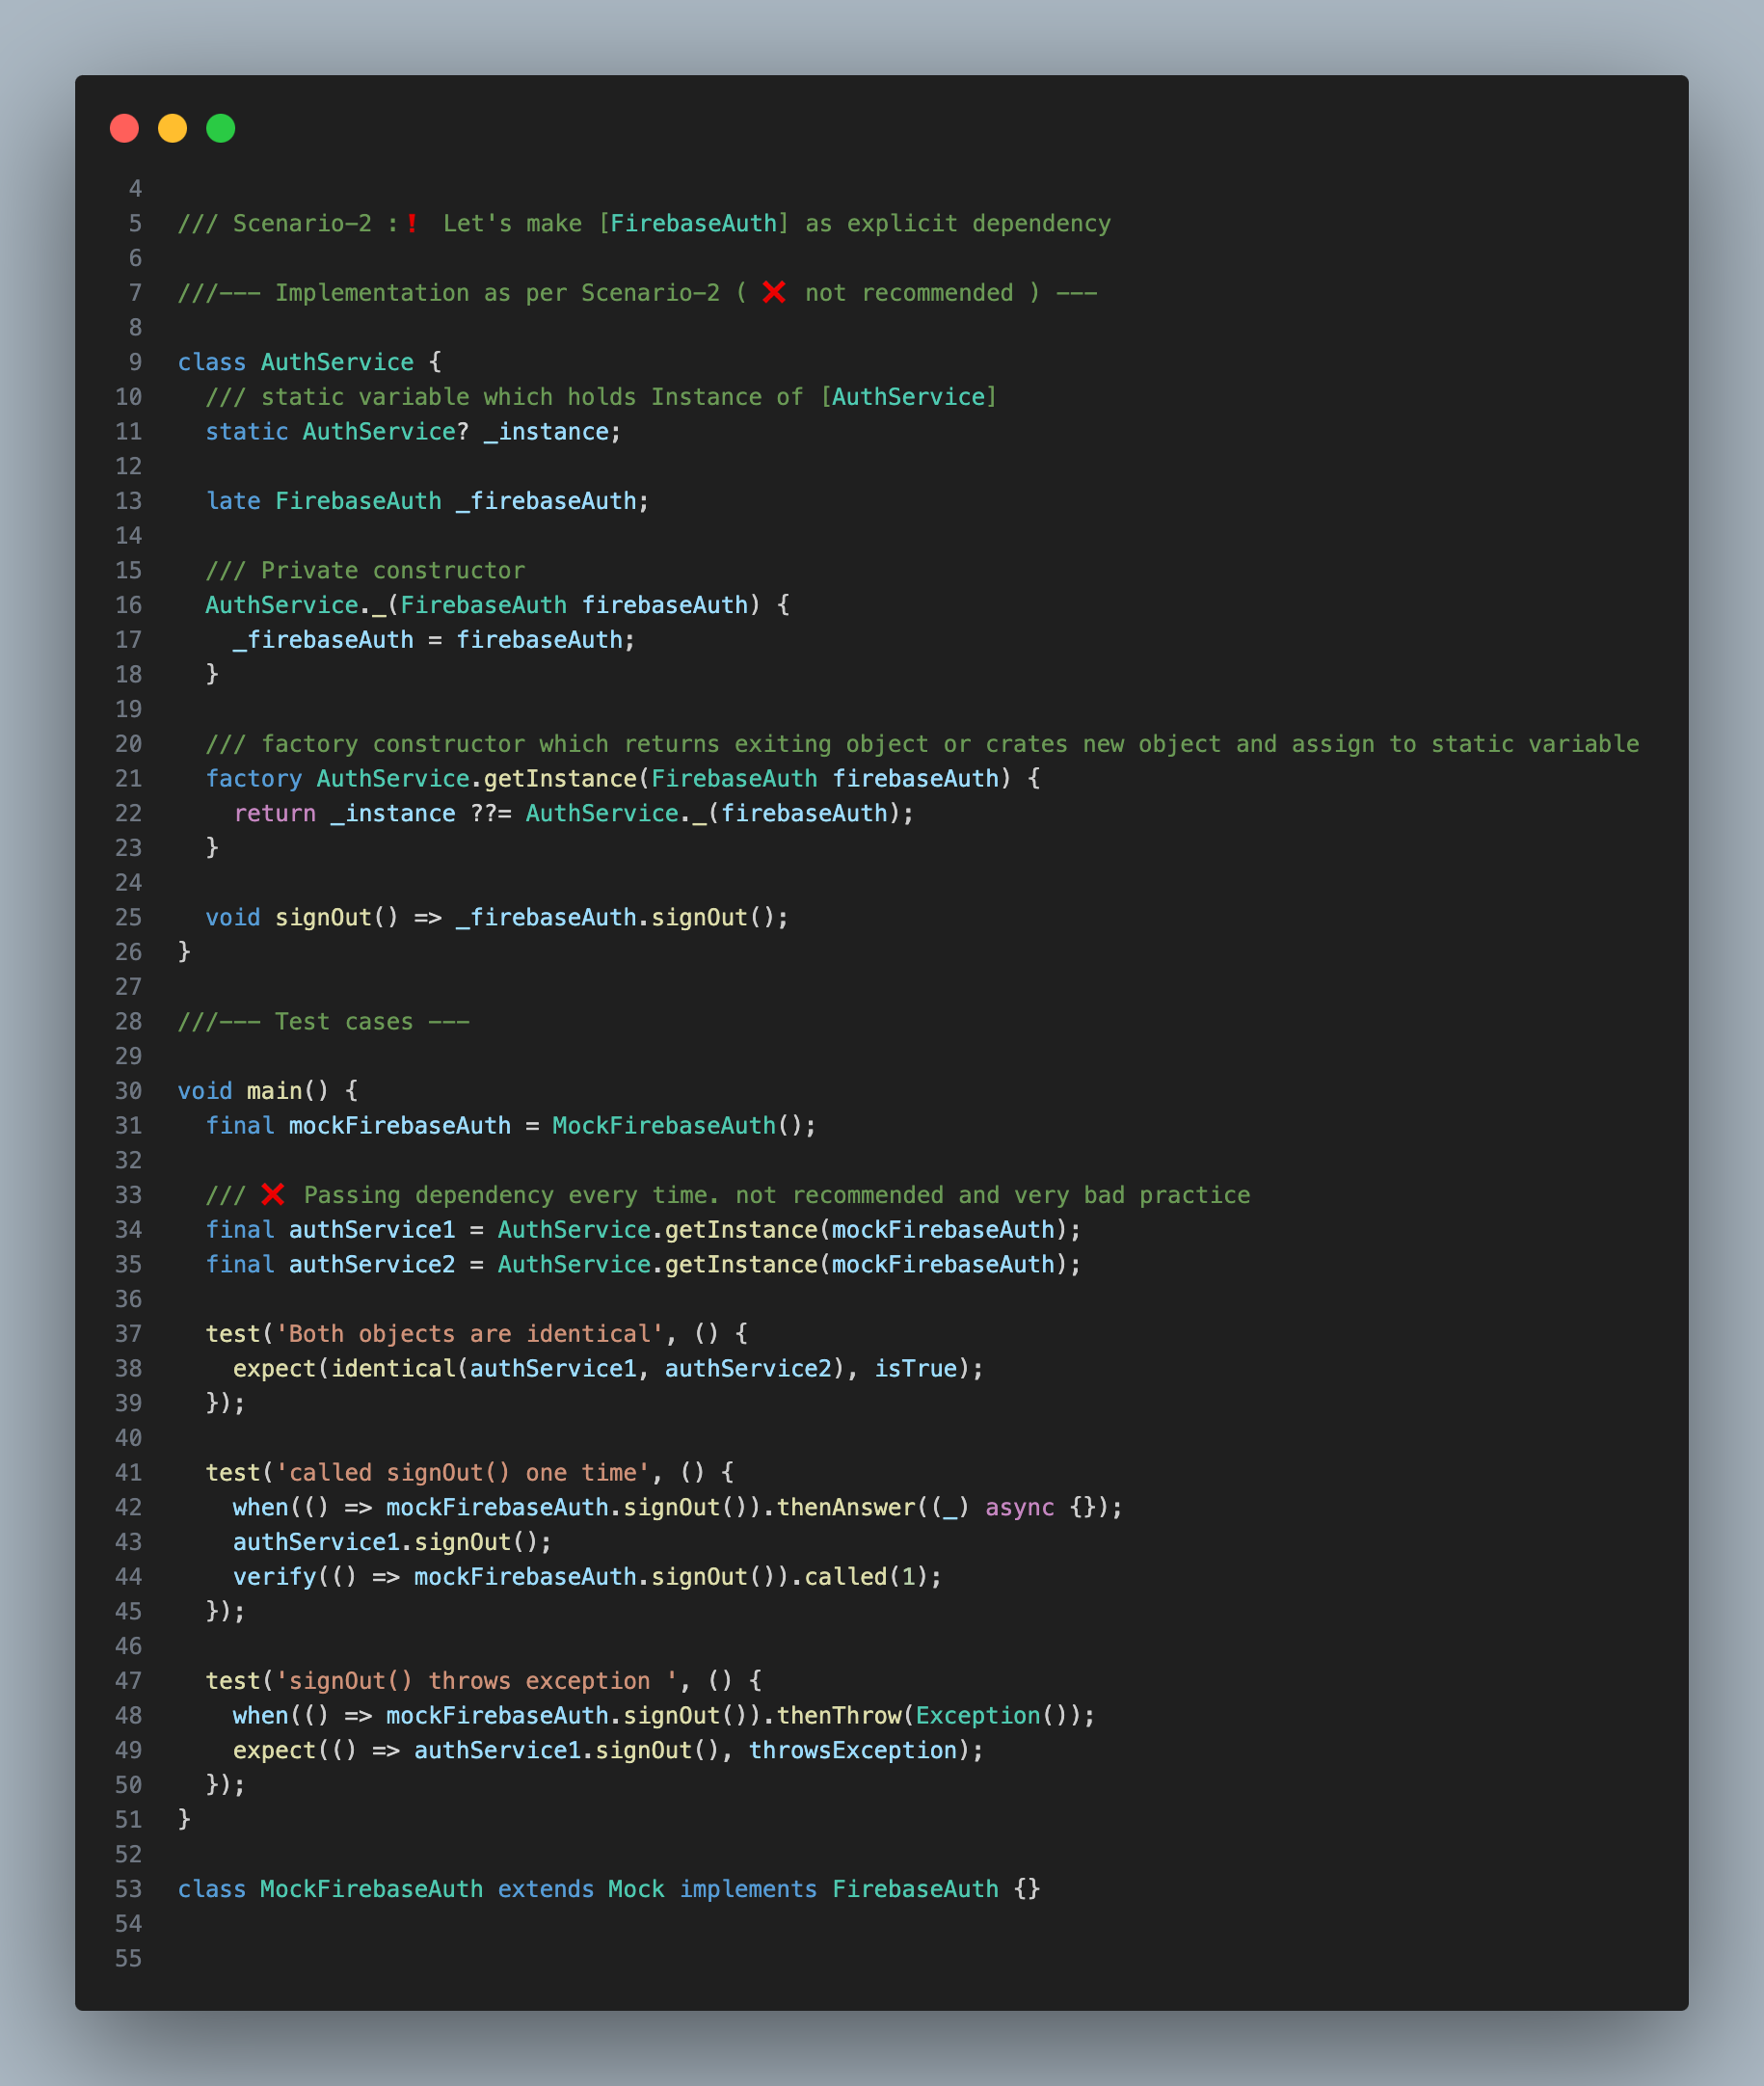 4
5 /// Scenario-2 :❗ Let's make [FirebaseAuth] as explicit dependency
6
7 ///--- Implementation as per Scenario-2 ( ❌ not recommended ) ---
8
9 class AuthService {
10   /// static variable which holds Instance of [AuthService]
11   static AuthService? _instance;
12
13   late FirebaseAuth _firebaseAuth;
14
15   /// Private constructor
16   AuthService._(FirebaseAuth firebaseAuth) {
17     _firebaseAuth = firebaseAuth;
18   }
19
20   /// factory constructor which returns exiting object or crates new object and assign to static variable
21   factory AuthService.getInstance(FirebaseAuth firebaseAuth) {
22     return _instance ??= AuthService._(firebaseAuth);
23   }
24
25   void signOut() => _firebaseAuth.signOut();
26 }
27
28 ///--- Test cases ---
29
30 void main() {
31   final mockFirebaseAuth = MockFirebaseAuth();
32
33   /// ❌ Passing dependency every time. not recommended and very bad practice
34   final authService1 = AuthService.getInstance(mockFirebaseAuth);
35   final authService2 = AuthService.getInstance(mockFirebaseAuth);
36
37   test('Both objects are identical', () {
38     expect(identical(authService1, authService2), isTrue);
39   });
40
41   test('called signOut() one time', () {
42     when(() => mockFirebaseAuth.signOut()).thenAnswer((_) async {});
43     authService1.signOut();
44     verify(() => mockFirebaseAuth.signOut()).called(1);
45   });
46
47   test('signOut() throws exception ', () {
48     when(() => mockFirebaseAuth.signOut()).thenThrow(Exception());
49     expect(() => authService1.signOut(), throwsException);
50   });
51 }
52
53 class MockFirebaseAuth extends Mock implements FirebaseAuth {}
54
55